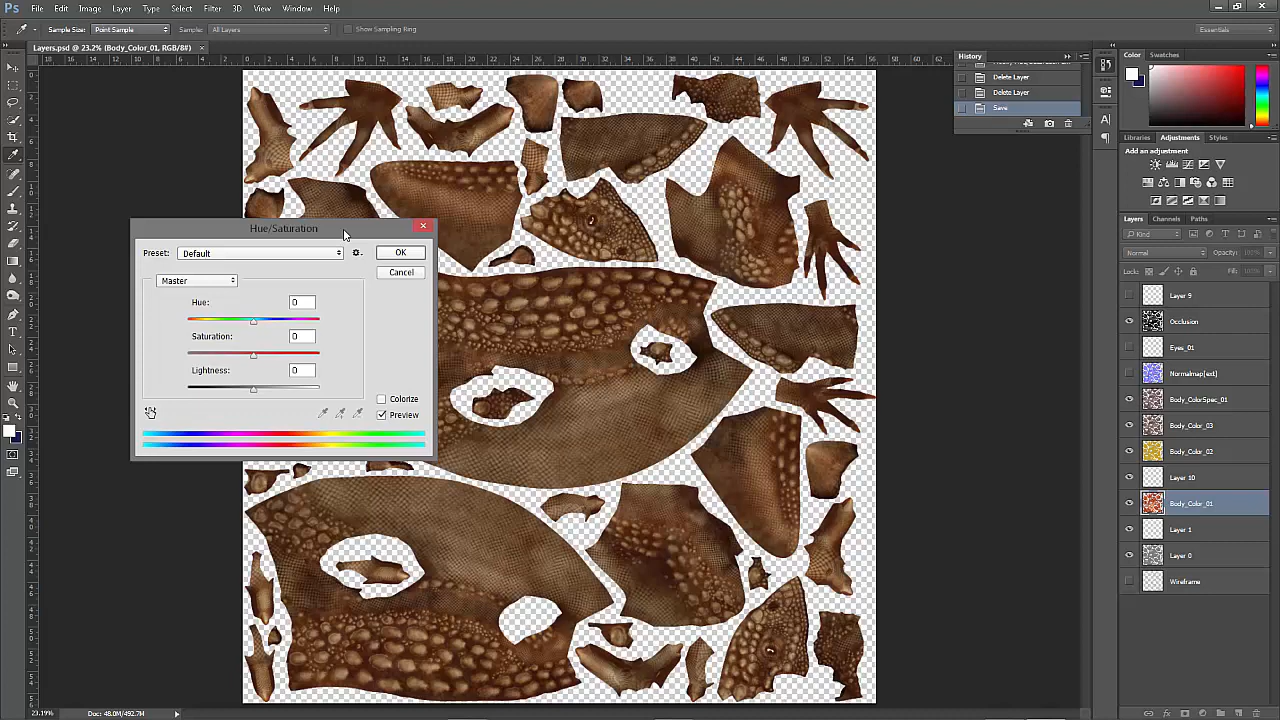 Ps File Edit Image Layer Type Select Filter 3D View Window Help
Sample Size: Point Sample Sample: All Layers Show Sampling Ring Essentials
Layers.psd @ 23.2% (Body_Color_01, RGB/8#) ×
History
Delete Layer
Delete Layer
Save
Color Swatches
Libraries Adjustments Styles
Add an adjustment
Layers Channels Paths
Kind
Normal Opacity: 100%
Lock: Fill: 100%
Layer 9
Occlusion
Eyes_01
Normalmap[ext]
Body_ColorSpec_01
Body_Color_03
Body_Color_02
Layer 10
Body_Color_01
Layer 1
Layer 0
Wireframe
Hue/Saturation
Preset: Default OK
Cancel
Master
Hue: 0
Saturation: 0
Lightness: 0
Colorize
Preview
23.19% Doc: 48.0M/492.7M